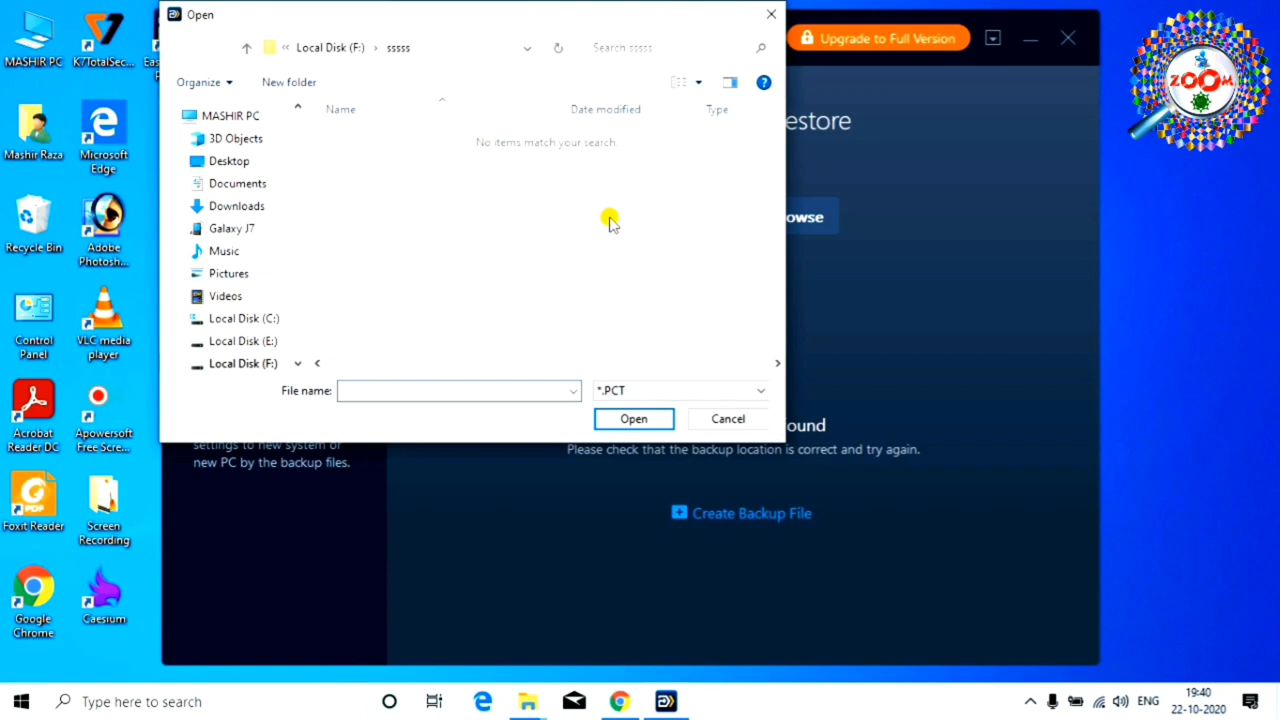 MASHIR PC
K7TotalSec...
Eas
P
Mashir Raza
Microsoft
Edge
Recycle Bin
Adobe
Photosh...
Control
Panel
VLC media
player
Acrobat
Reader DC
Apowersoft
Free Scre...
Foxit Reader
Screen
Recording
Google
Chrome
Caesium
Open
« Local Disk (F:) › sssss
Search sssss
Organize
New folder
Name
Date modified
Type
No items match your search.
MASHIR PC
3D Objects
Desktop
Documents
Downloads
Galaxy J7
Music
Pictures
Videos
Local Disk (C:)
Local Disk (E:)
Local Disk (F:)
File name:
*.PCT
Open
Cancel
Upgrade to Full Version
estore
owse
ound
Please check that the backup location is correct and try again.
settings to new system or
new PC by the backup files.
Create Backup File
ZOOM
Type here to search
ENG
19:40
22-10-2020